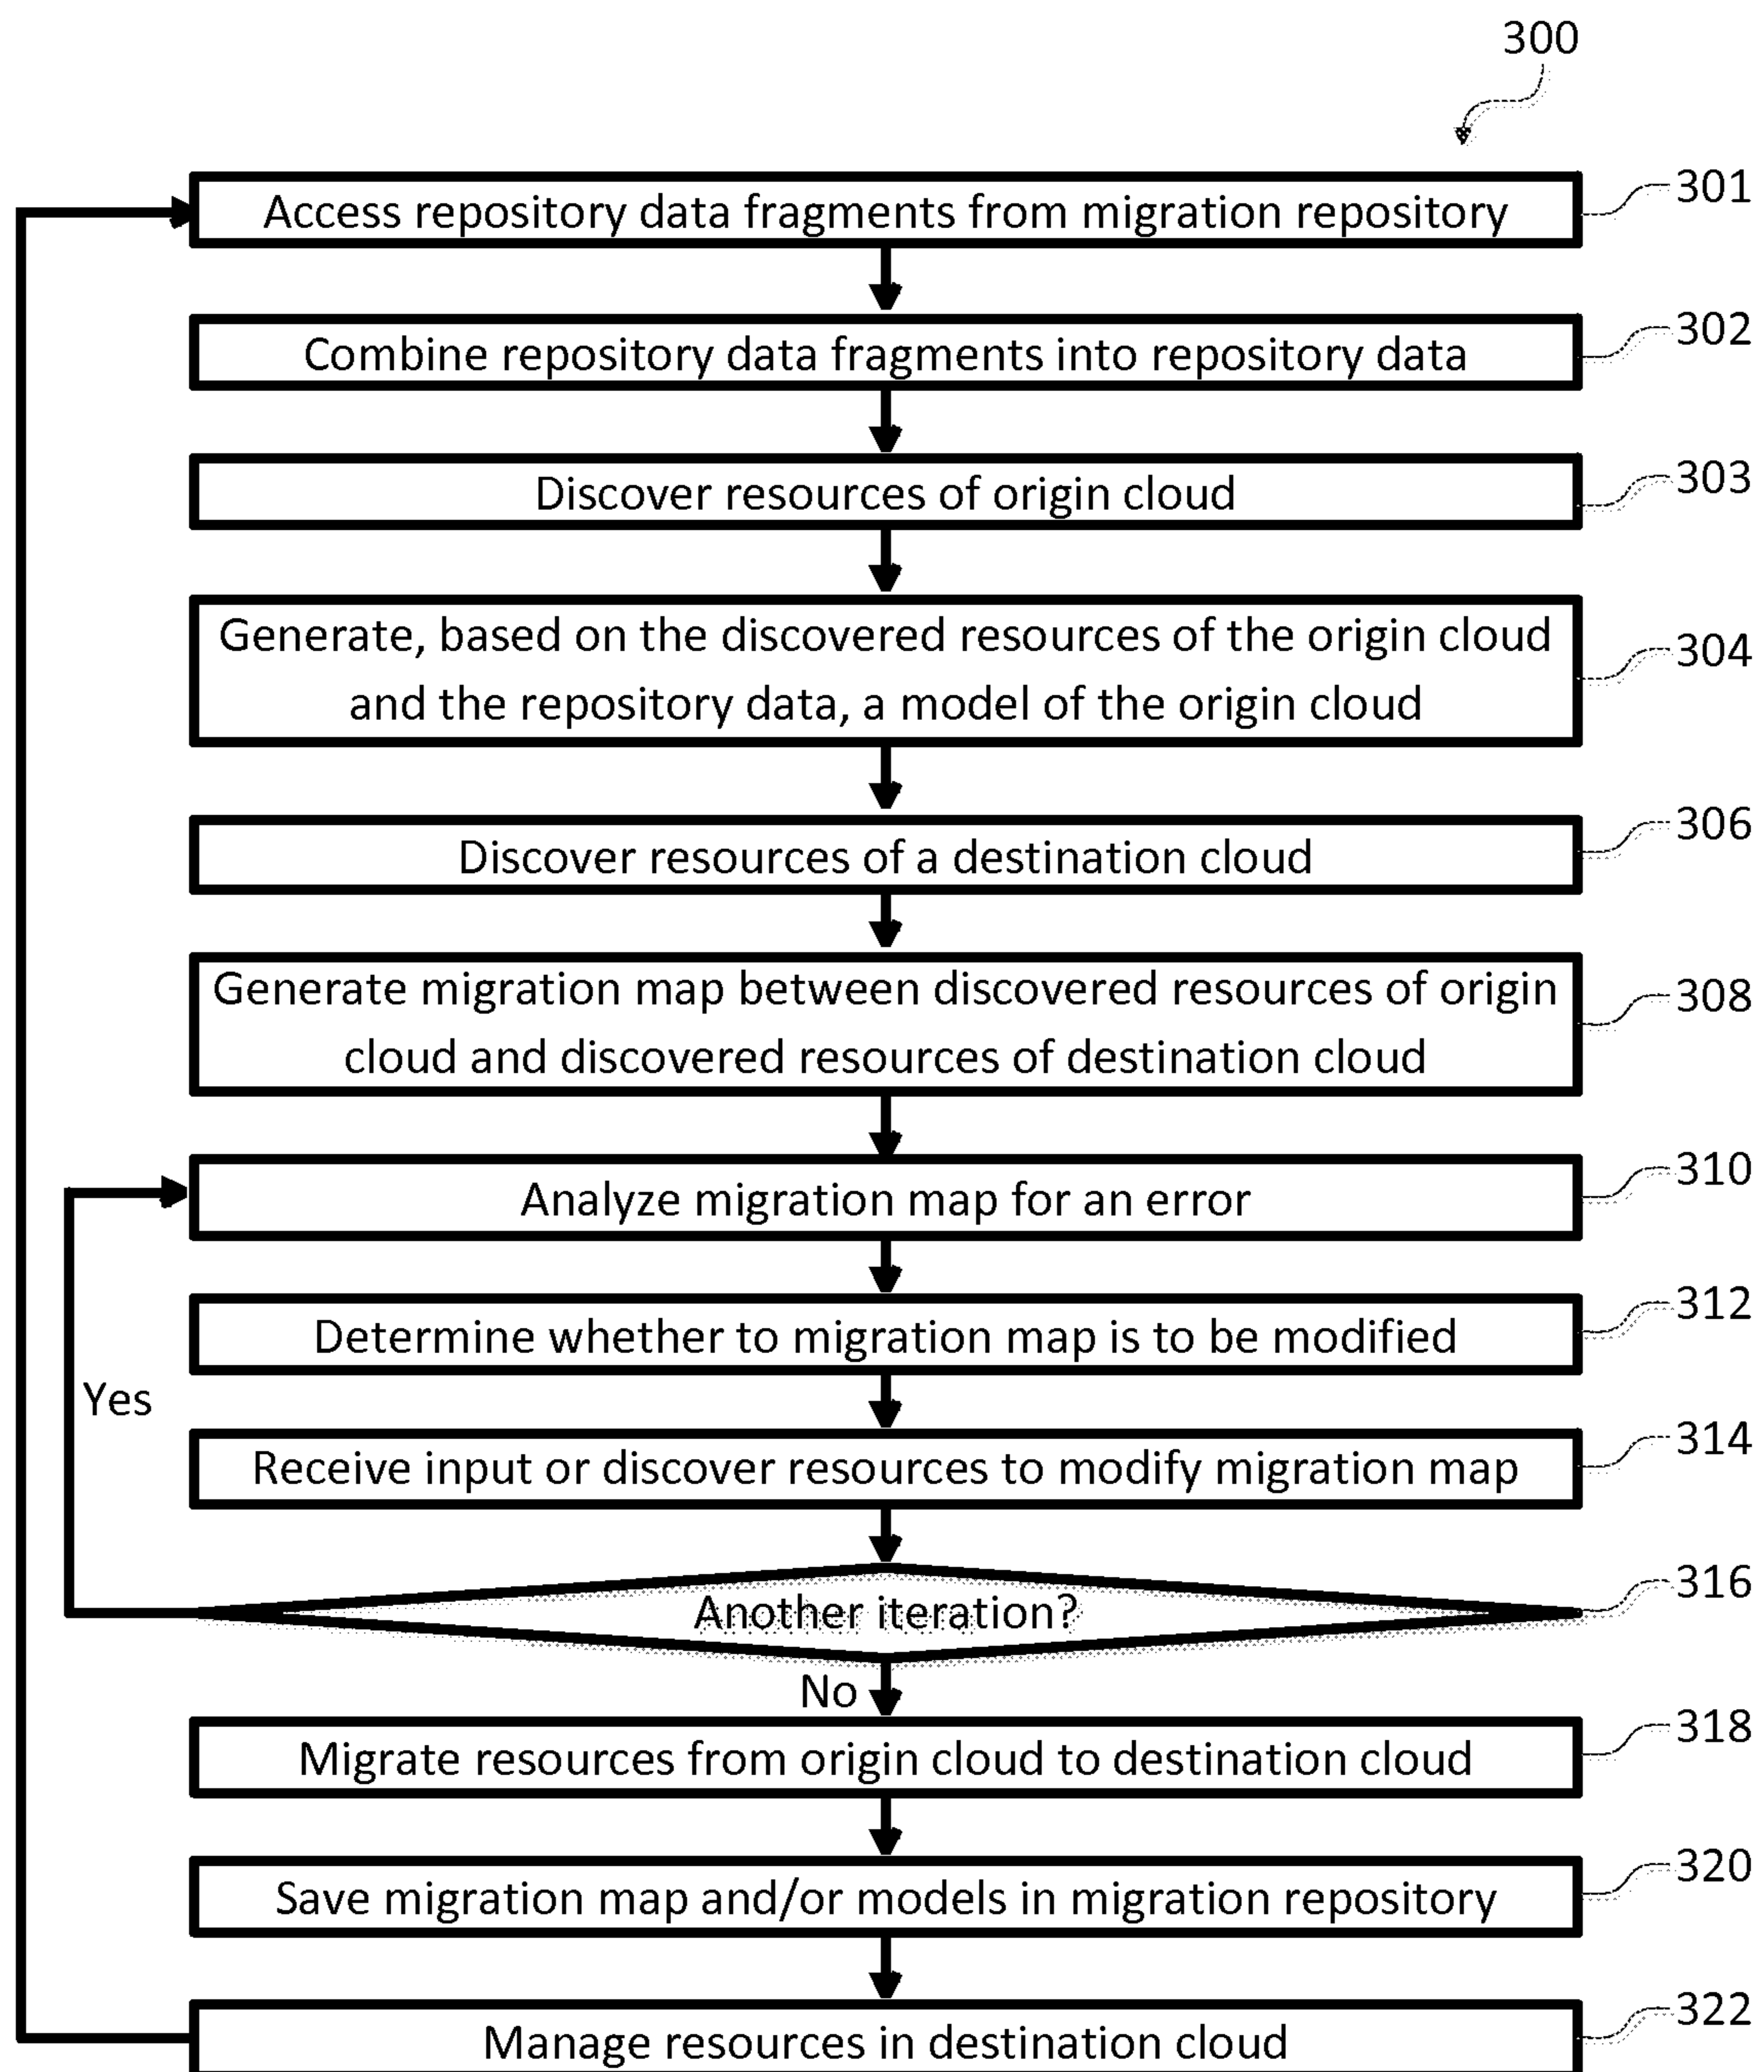 300
Access repository data fragments from migration repository
301
Combine repository data fragments into repository data
302
Discover resources of origin cloud
303
Generate, based on the discovered resources of the origin cloud
and the repository data, a model of the origin cloud
304
Discover resources of a destination cloud
306
Generate migration map between discovered resources of origin
cloud and discovered resources of destination cloud
308
Analyze migration map for an error
310
Determine whether to migration map is to be modified
312
Yes
Receive input or discover resources to modify migration map
314
Another iteration?
316
No
Migrate resources from origin cloud to destination cloud
318
Save migration map and/or models in migration repository
320
Manage resources in destination cloud
322